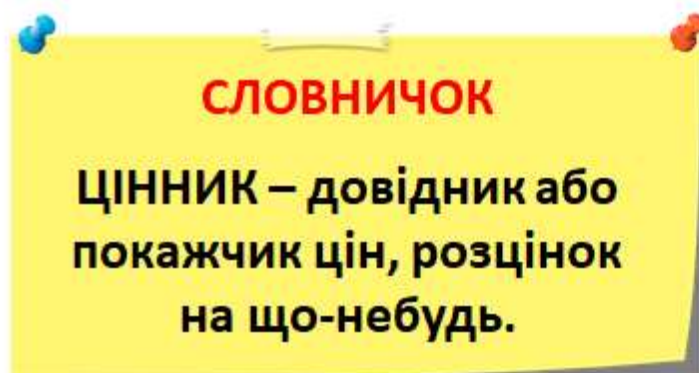 СЛОВНИЧОК
ЦІННИК – довідник або
покажчик цін, розцінок
на що-небудь.